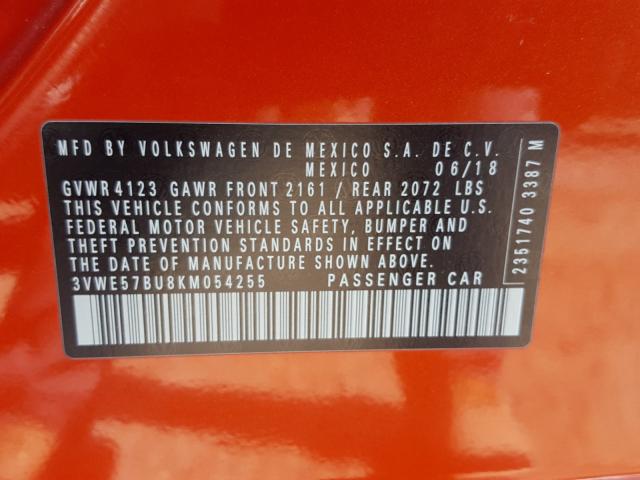 MFD BY VOLKSWAGEN DE MEXICO S.A. DE C.V.
MEXICO 06/18
GVWR 4123 GAWR FRONT 2161 / REAR 2072 LBS
THIS VEHICLE CONFORMS TO ALL APPLICABLE U.S.
FEDERAL MOTOR VEHICLE SAFETY, BUMPER AND
THEFT PREVENTION STANDARDS IN EFFECT ON
THE DATE OF MANUFACTURE SHOWN ABOVE.
3VWE57BU8KM054255 PASSENGER CAR
2351740 3387 M